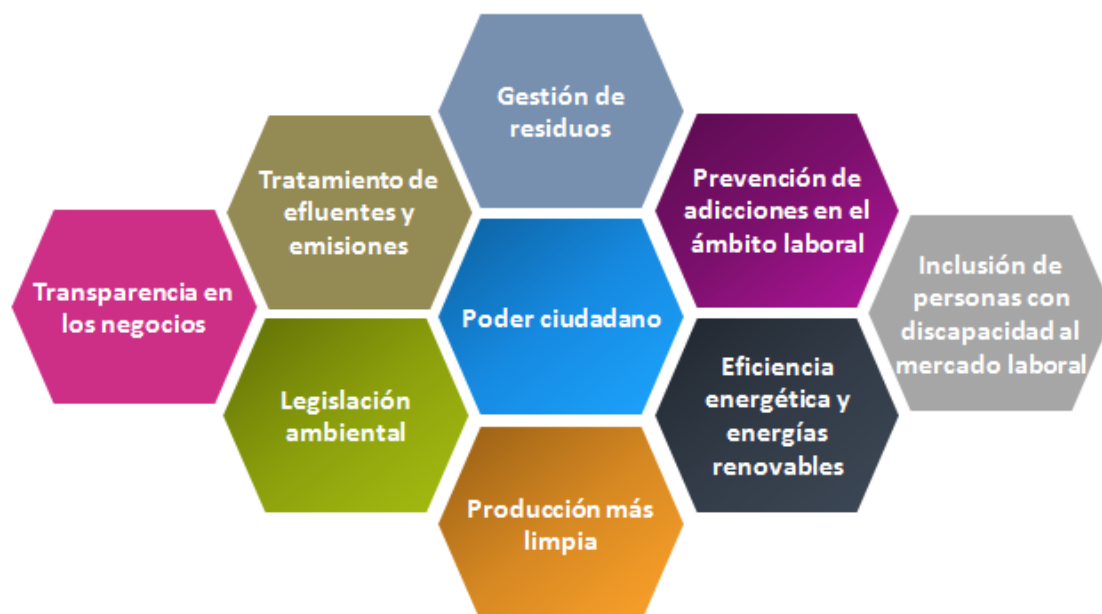 Gestión de
residuos
Tratamiento de
efluentes y
emisiones
Prevención de
adicciones en el
ámbito laboral
Transparencia en
los negocios
Poder ciudadano
Inclusión de
personas con
discapacidad al
mercado laboral
Legislación
ambiental
Eficiencia
energética y
energías
renovables
Producción más
limpia